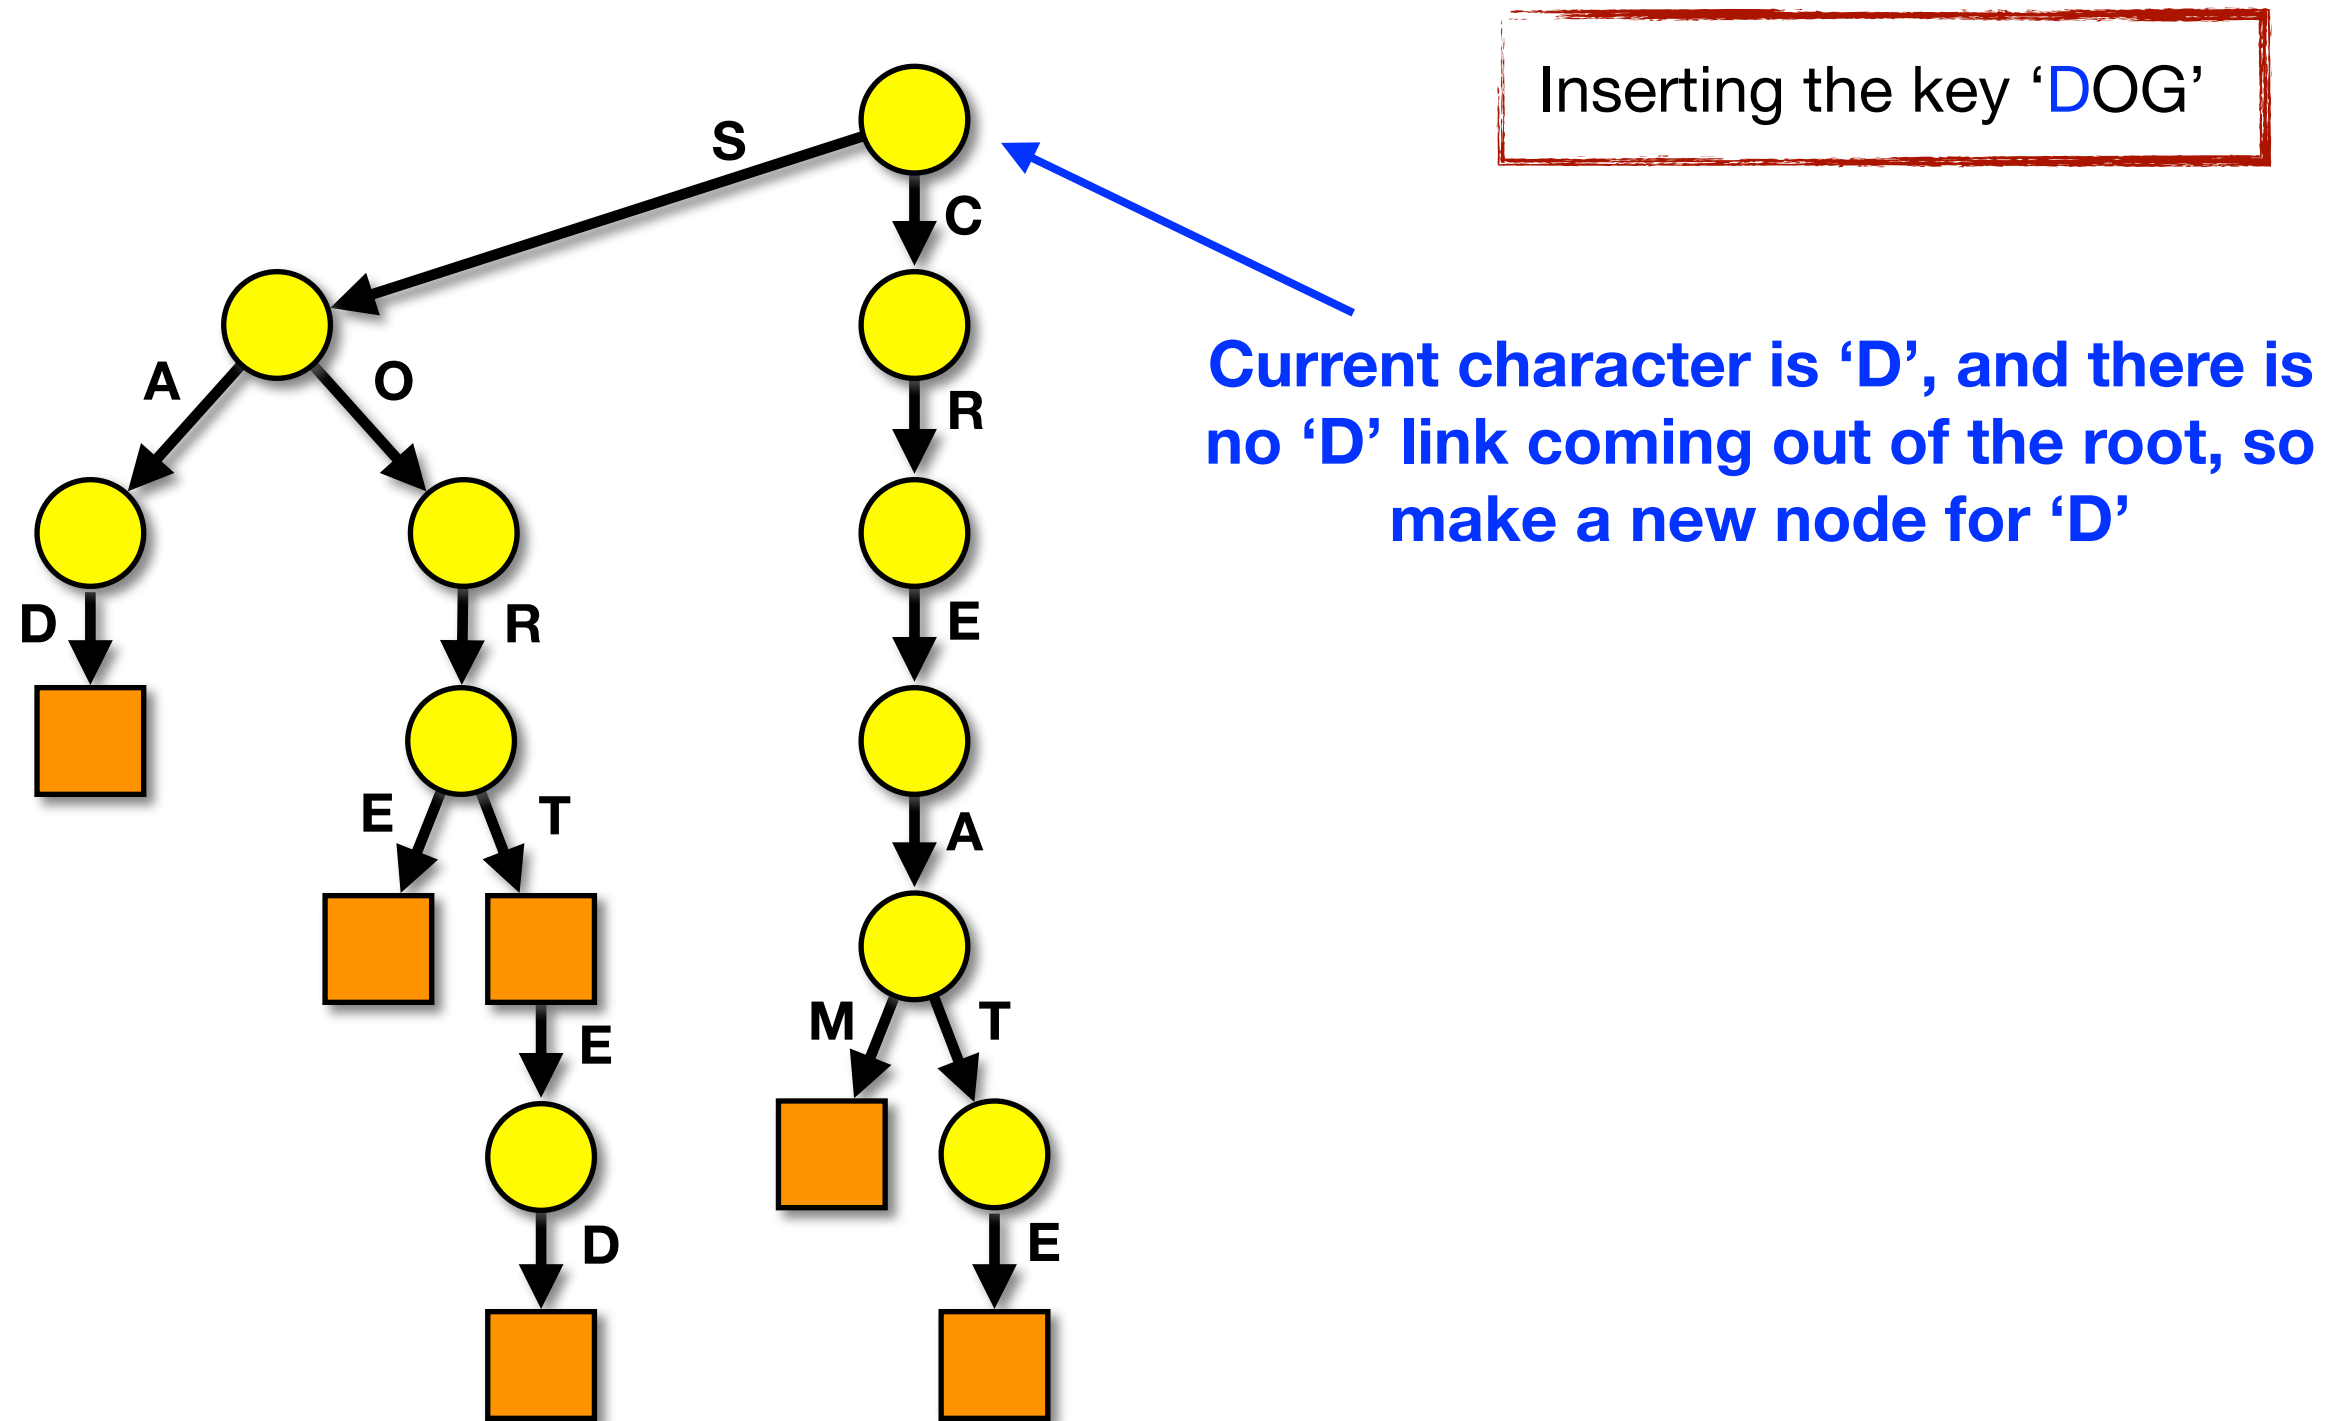 Inserting the key ‘DOG’
S
C
A
O
R
Current character is ‘D’, and there is
no ‘D’ link coming out of the root, so
make a new node for ‘D’
D
R
E
E
T
A
M
T
E
D
E